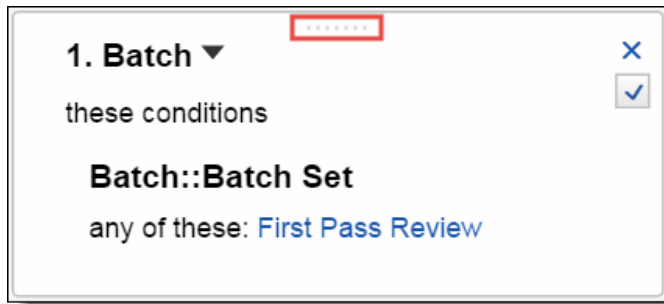 1. Batch
these conditions
Batch::Batch Set
any of these: First Pass Review